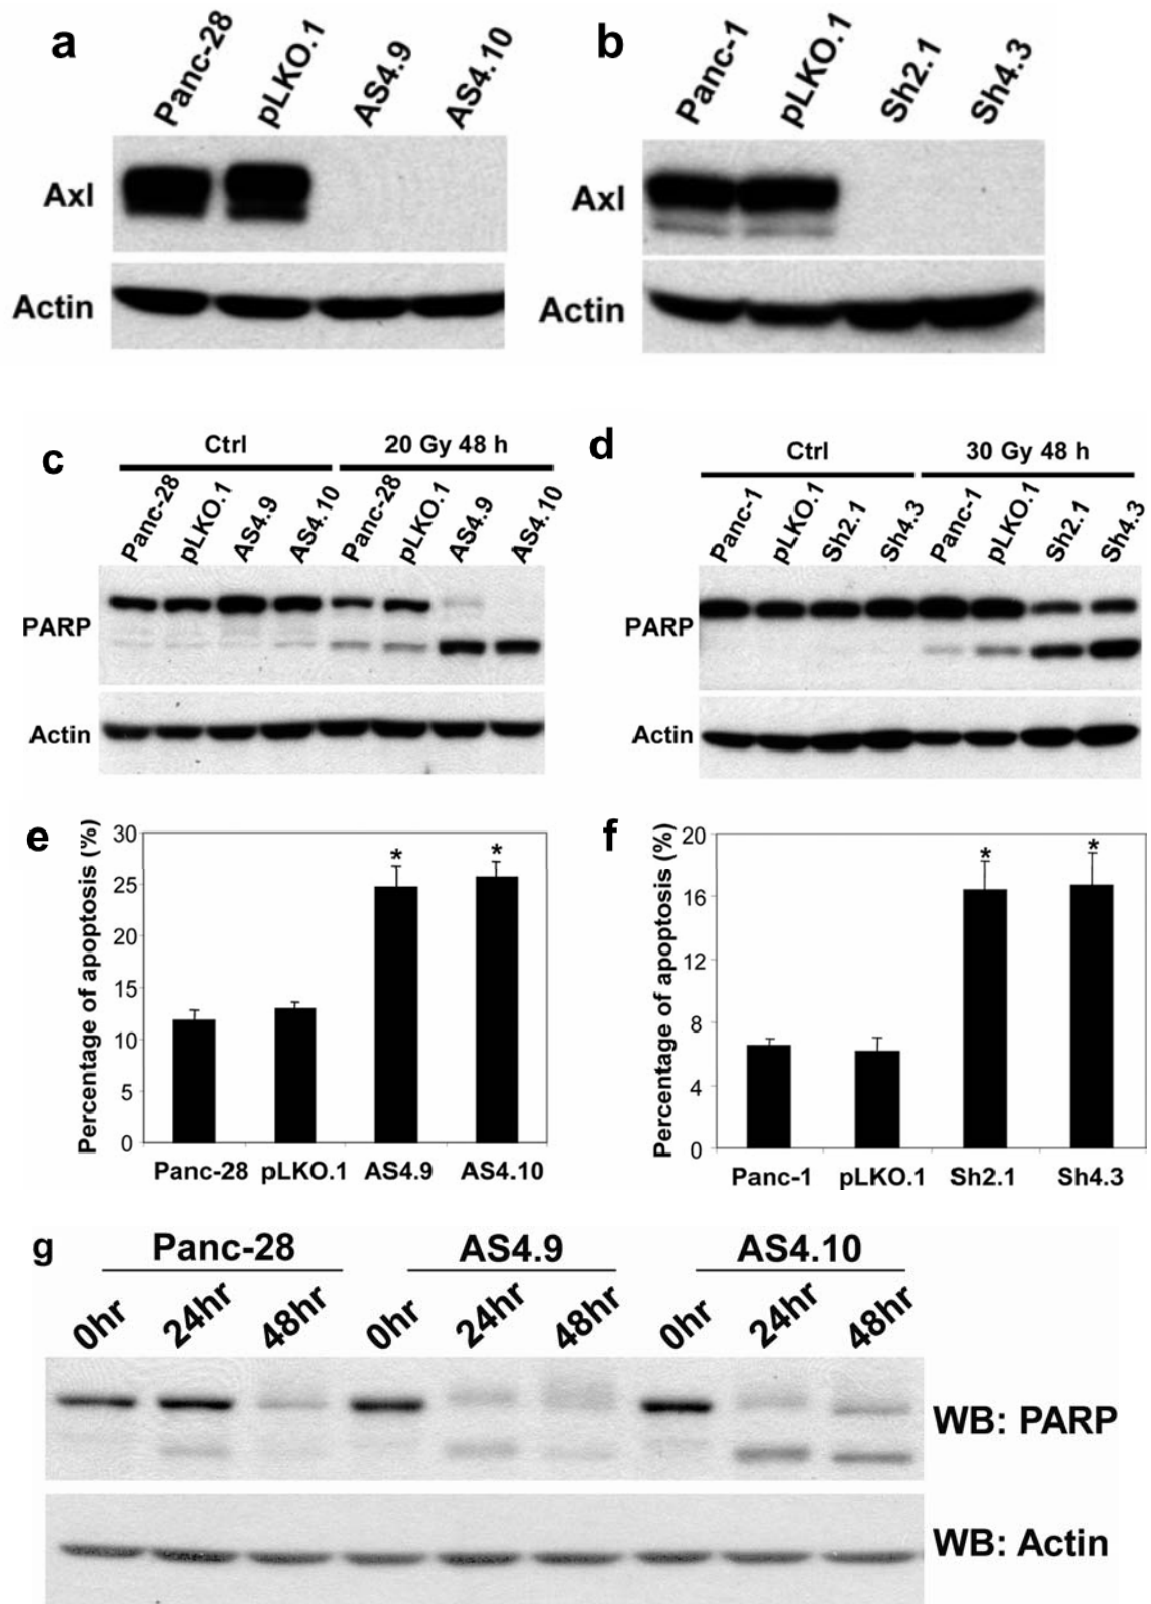 a
Panc-28 pLKO.1 AS4.9 AS4.10
Axl
Actin
b
Panc-1 pLKO.1 Sh2.1 Sh4.3
Axl
Actin
c
Ctrl 20 Gy 48 h
Panc-28 pLKO.1 AS4.9 AS4.10 Panc-28 pLKO.1 AS4.9 AS4.10
PARP
Actin
d
Ctrl 30 Gy 48 h
Panc-1 pLKO.1 Sh2.1 Sh4.3 Panc-1 pLKO.1 Sh2.1 Sh4.3
PARP
Actin
e
Percentage of apoptosis (%)
30
25
20
15
10
5
0
* *
Panc-28 pLKO.1 AS4.9 AS4.10
f
Percentage of apoptosis (%)
20
16
12
8
4
0
* *
Panc-1 pLKO.1 Sh2.1 Sh4.3
g
Panc-28 AS4.9 AS4.10
0hr 24hr 48hr 0hr 24hr 48hr 0hr 24hr 48hr
WB: PARP
WB: Actin